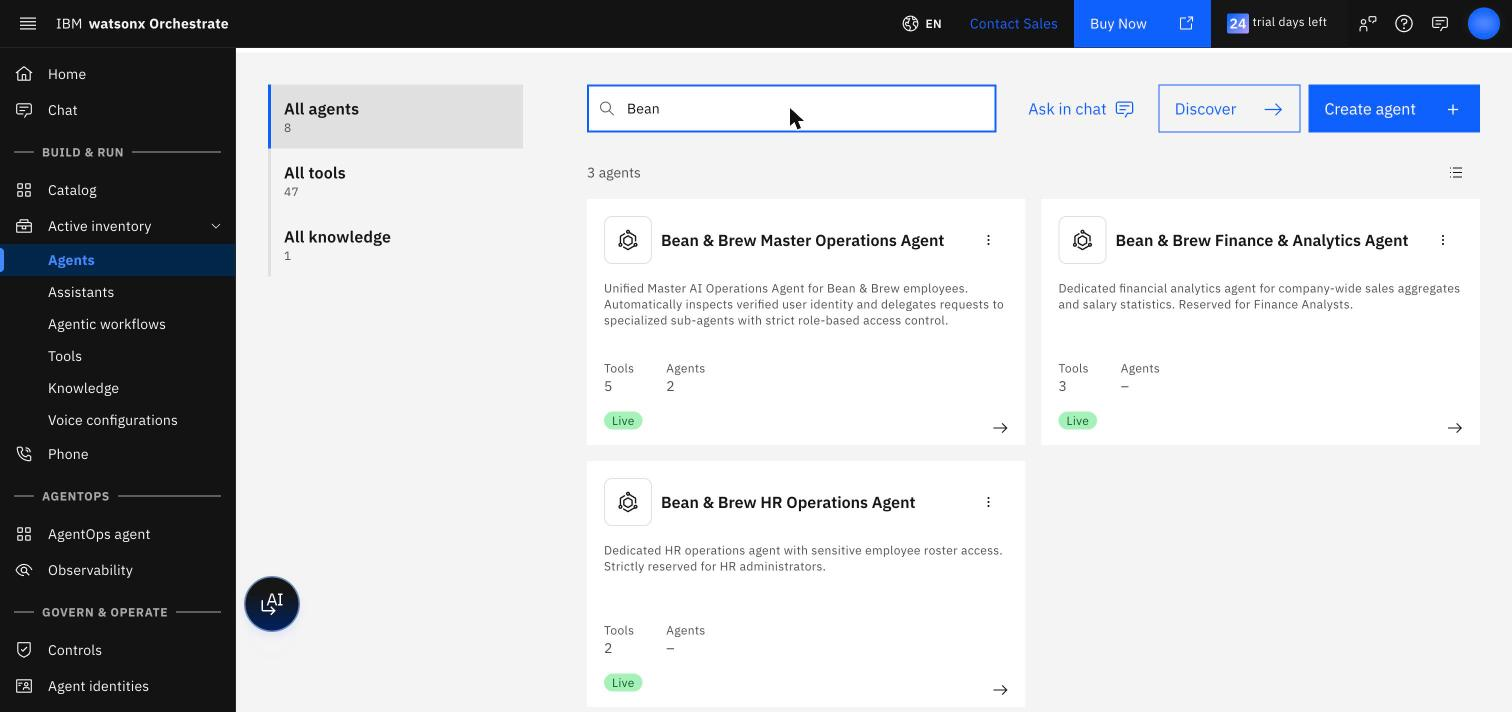 IBM watsonx Orchestrate
EN
Contact Sales
Buy Now
24 trial days left
Home
Chat
BUILD & RUN
Catalog
Active inventory
Agents
Assistants
Agentic workflows
Tools
Knowledge
Voice configurations
Phone
AGENTOPS
AgentOps agent
Observability
GOVERN & OPERATE
Controls
Agent identities
AI
All agents
8
All tools
47
All knowledge
1
Bean
Ask in chat
Discover
Create agent
3 agents
Bean & Brew Master Operations Agent
Unified Master AI Operations Agent for Bean & Brew employees.
Automatically inspects verified user identity and delegates requests to
specialized sub-agents with strict role-based access control.
Tools Agents
5 2
Live
Bean & Brew Finance & Analytics Agent
Dedicated financial analytics agent for company-wide sales aggregates
and salary statistics. Reserved for Finance Analysts.
Tools Agents
3 –
Live
Bean & Brew HR Operations Agent
Dedicated HR operations agent with sensitive employee roster access.
Strictly reserved for HR administrators.
Tools Agents
2 –
Live